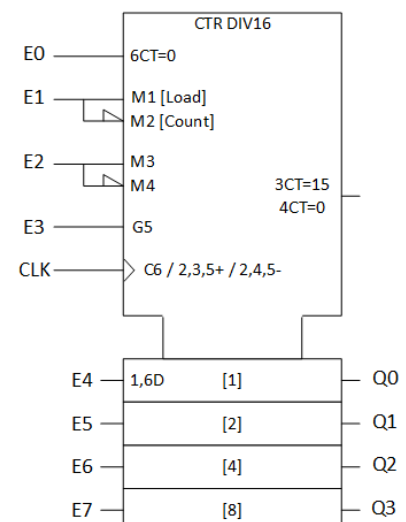 CTR DIV16
E0 6CT=0
E1 M1 [Load]
M2 [Count]
E2 M3
M4
3CT=15
4CT=0
E3 G5
CLK C6 / 2,3,5+ / 2,4,5-
E4 1,6D [1] Q0
E5 [2] Q1
E6 [4] Q2
E7 [8] Q3